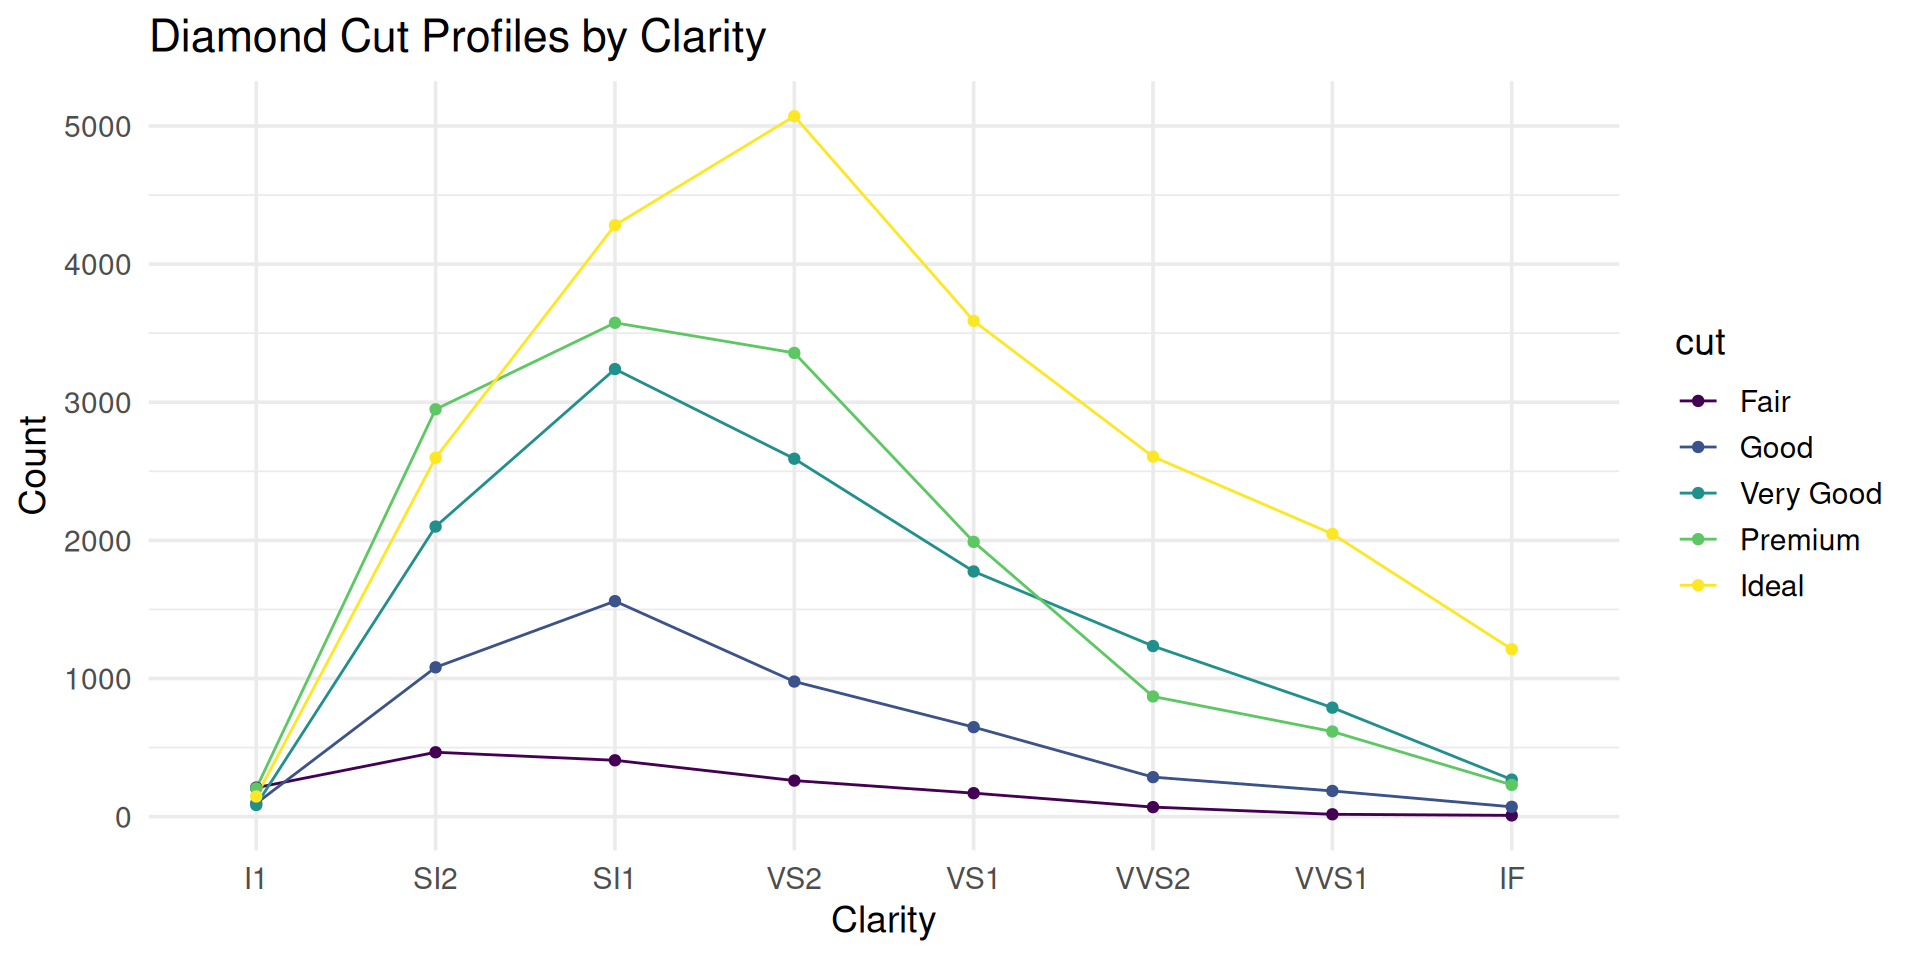 Diamond Cut Profiles by Clarity
Count
5000
4000
3000
2000
1000
0
I1
SI2
SI1
VS2
VS1
VVS2
VVS1
IF
Clarity
cut
Fair
Good
Very Good
Premium
Ideal